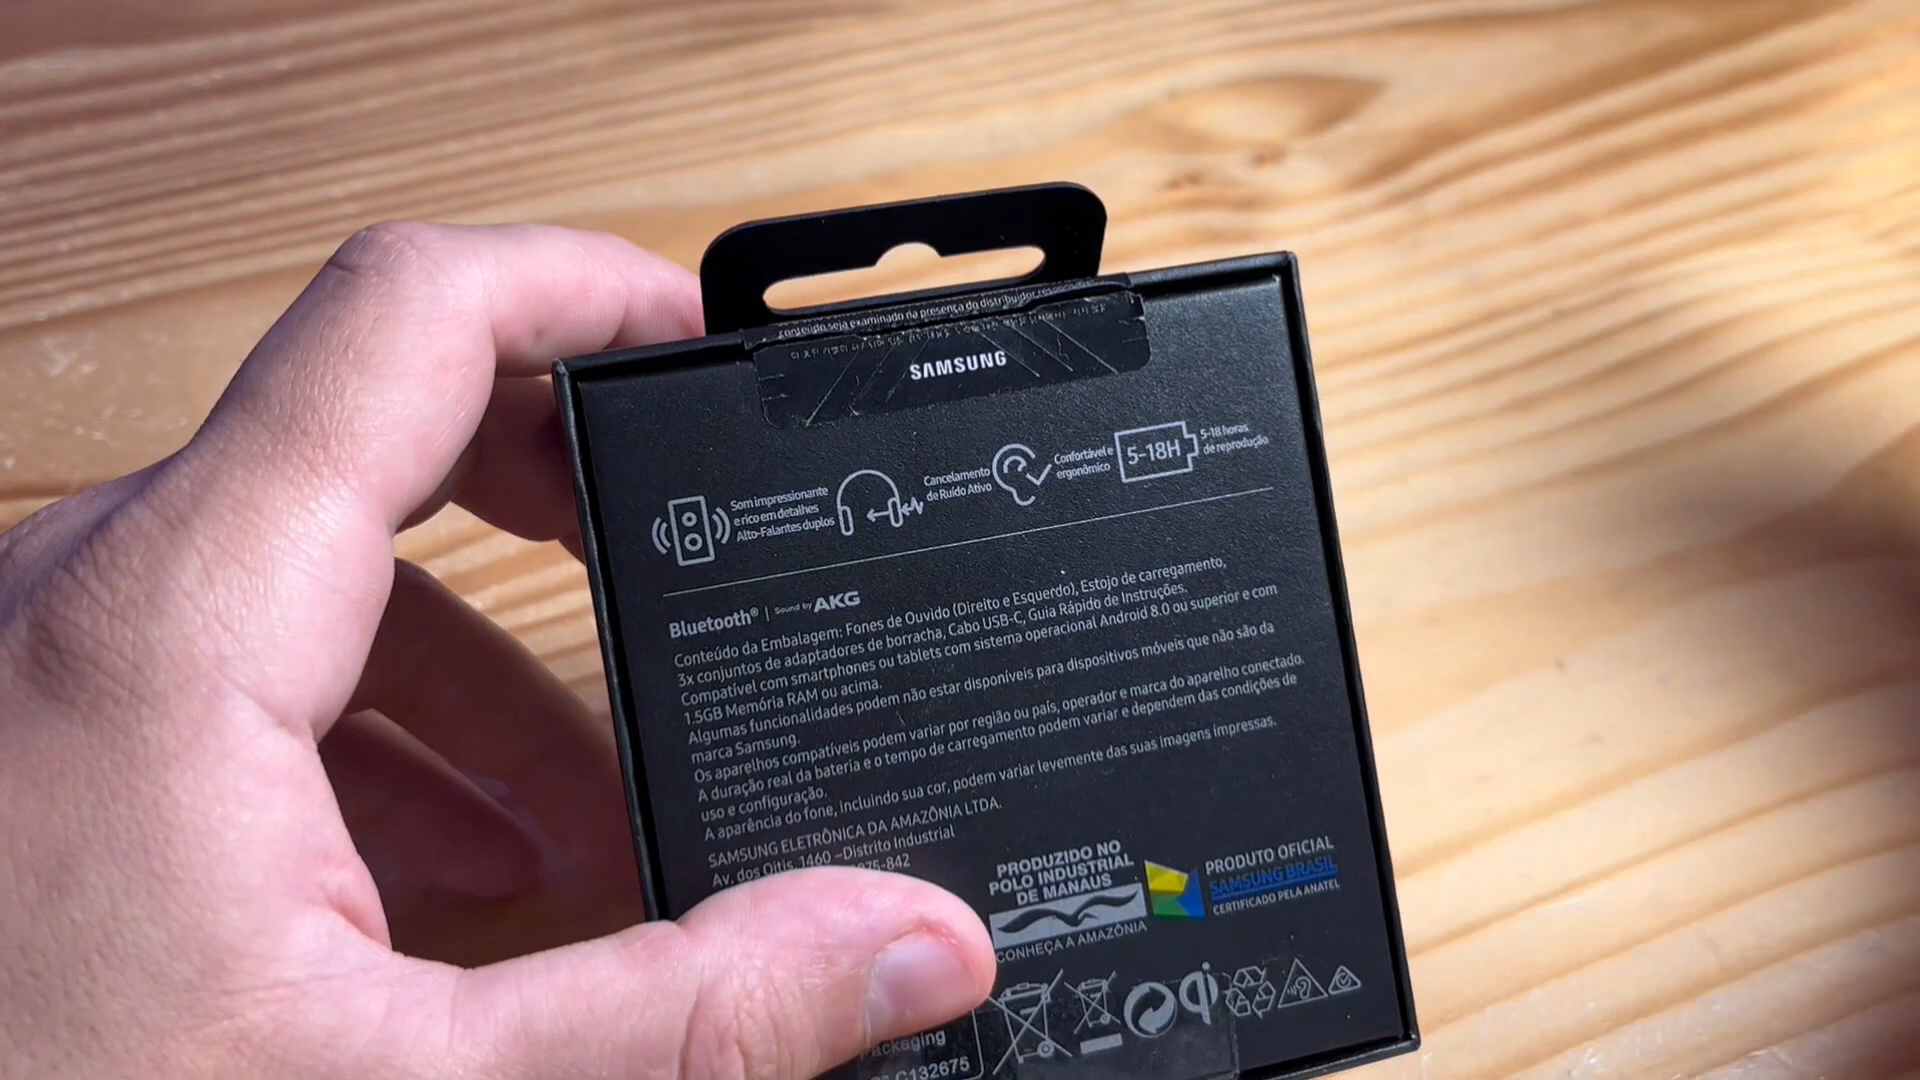 conteúdo seja examinado na presença do distribuidor
SAMSUNG
Som impressionante
e rico em detalhes
Alto-Falantes duplos
Cancelamento
de Ruído Ativo
Confortável e
ergonômico
5-18H
5-18 horas
de reprodução
Bluetooth® | Sound by AKG
Conteúdo da Embalagem: Fones de Ouvido (Direito e Esquerdo), Estojo de carregamento,
3x conjuntos de adaptadores de borracha, Cabo USB-C, Guia Rápido de Instruções.
Compatível com smartphones ou tablets com sistema operacional Android 8.0 ou superior e com
1.5GB Memória RAM ou acima.
Algumas funcionalidades podem não estar disponíveis para dispositivos móveis que não são da
marca Samsung.
Os aparelhos compatíveis podem variar por região ou país, operador e marca do aparelho conectado.
A duração real da bateria e o tempo de carregamento podem variar e dependem das condições de
uso e configuração.
A aparência do fone, incluindo sua cor, podem variar levemente das suas imagens impressas.
SAMSUNG ELETRÔNICA DA AMAZÔNIA LTDA.
Av. dos Oitis, 1460 –Distrito Industrial
075-842
PRODUZIDO NO
POLO INDUSTRIAL
DE MANAUS
CONHEÇA A AMAZÔNIA
PRODUTO OFICIAL
SAMSUNG BRASIL
CERTIFICADO PELA ANATEL
qi
Packaging
C132675